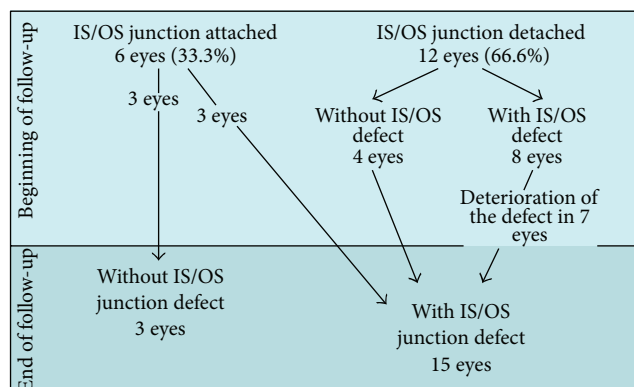 Beginning of follow-up
IS/OS junction attached
6 eyes (33.3%)
IS/OS junction detached
12 eyes (66.6%)
3 eyes
3 eyes
Without IS/OS
defect
4 eyes
With IS/OS
defect
8 eyes
Deterioration of
the defect in 7
eyes
End of follow-up
Without IS/OS
junction defect
3 eyes
With IS/OS
junction defect
15 eyes